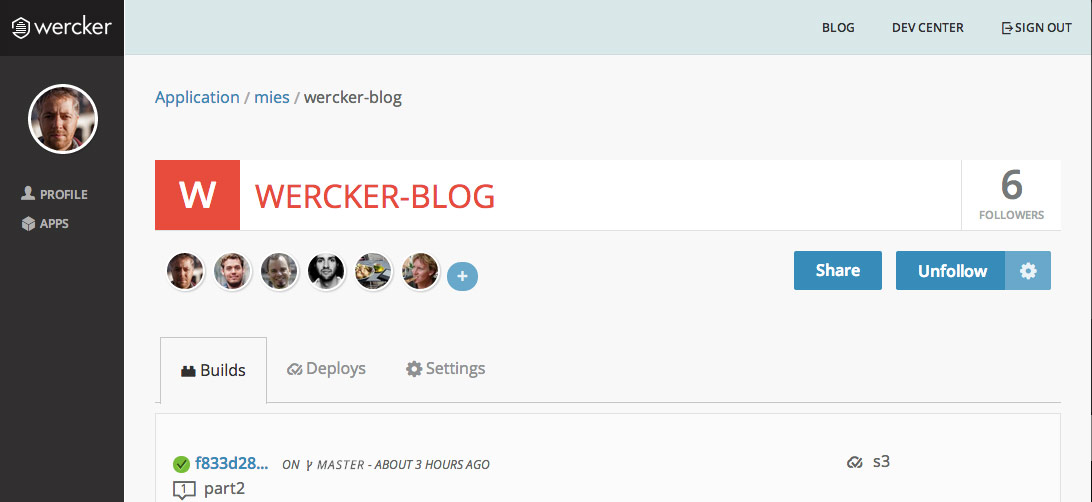 wercker
BLOG DEV CENTER SIGN OUT
PROFILE
APPS
Application / mies / wercker-blog
W WERCKER-BLOG
6
FOLLOWERS
+ Share Unfollow
Builds Deploys Settings
f833d28... ON MASTER - ABOUT 3 HOURS AGO s3
1 part2